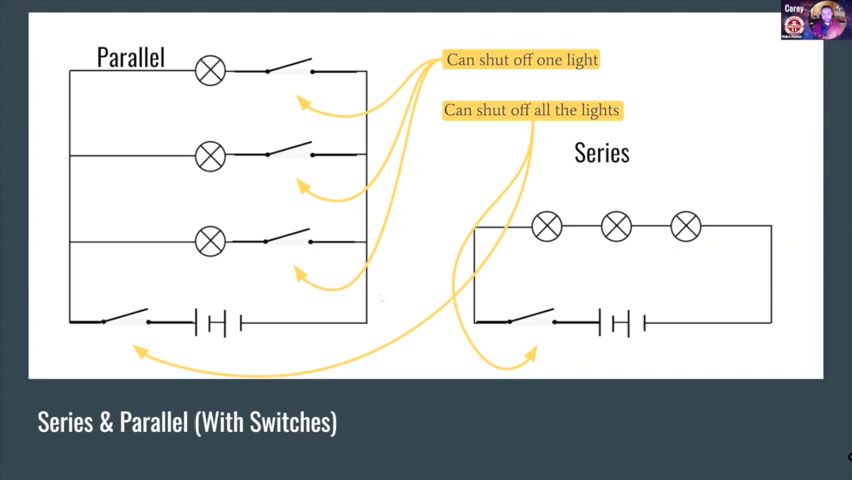 Corey
Parallel
Can shut off one light
Can shut off all the lights
Series
Series & Parallel (With Switches)